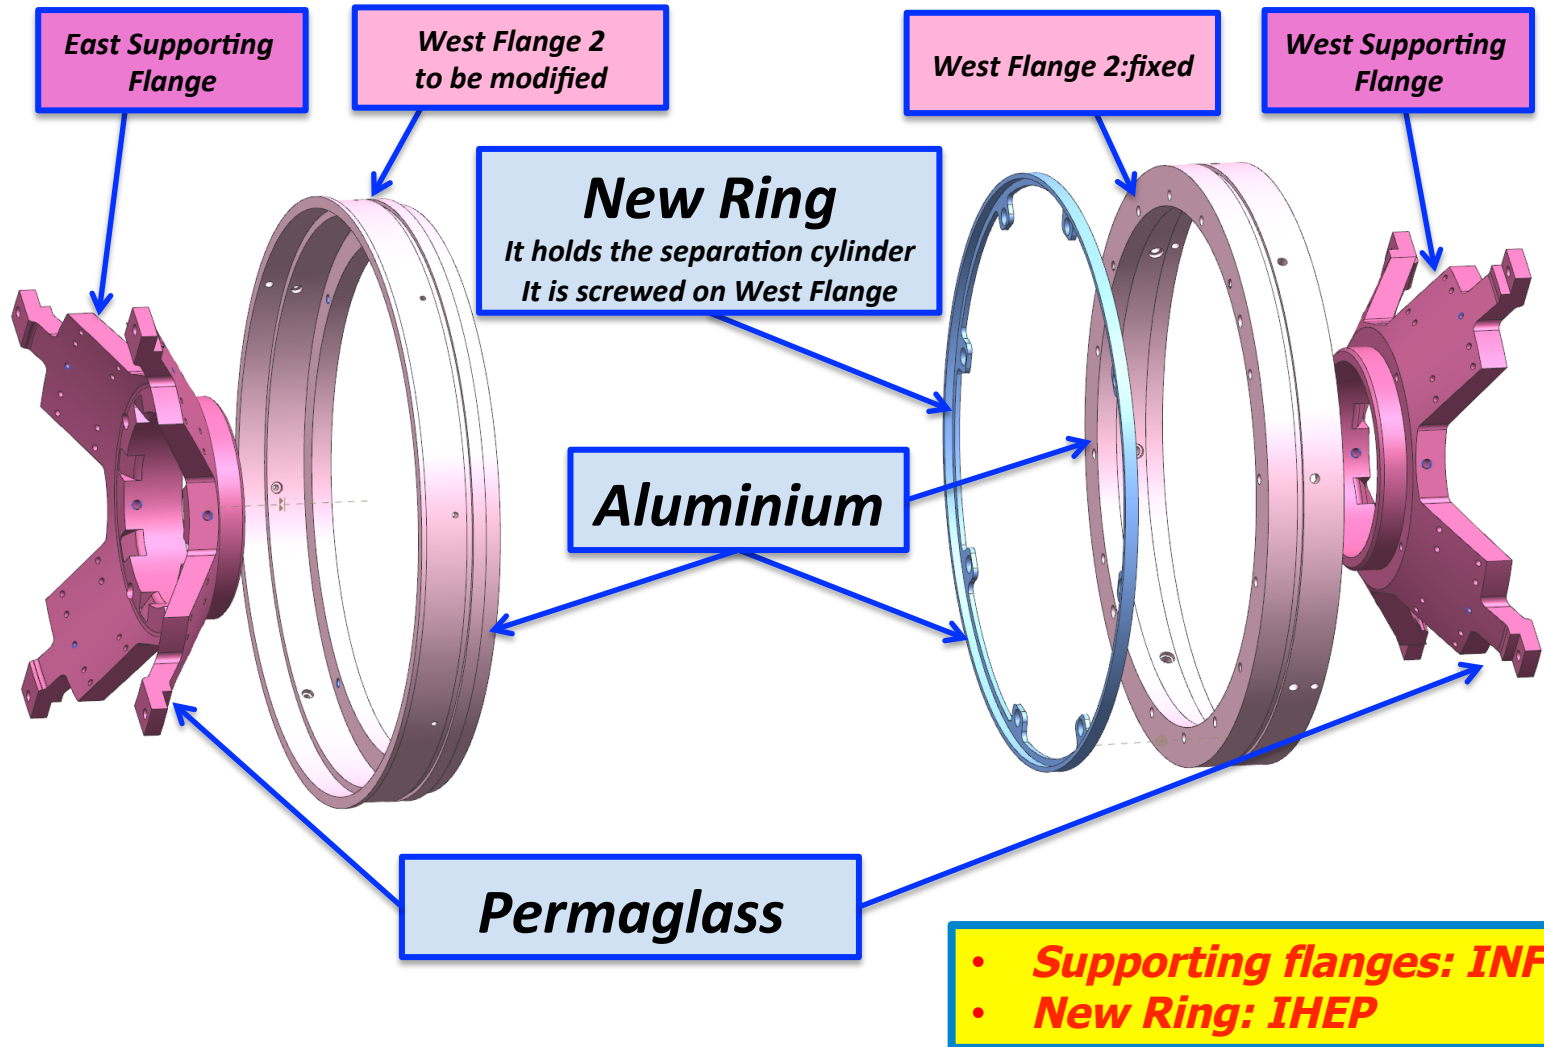 East Supporting
Flange
West Flange 2
to be modified
West Flange 2:fixed
West Supporting
Flange
New Ring
It holds the separation cylinder
It is screwed on West Flange
Aluminium
Permaglass
• Supporting flanges: INF
• New Ring: IHEP